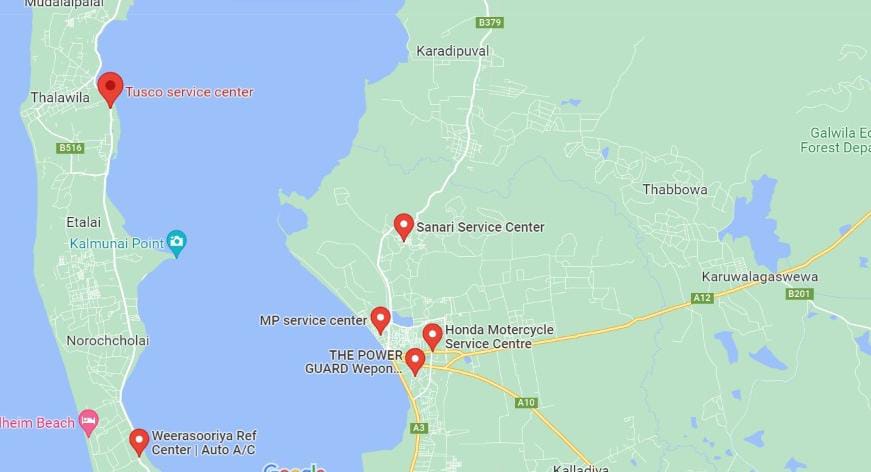 Mudalaipalai
B379
Karadipuval
Tusco service center
Thalawila
B516
Galwila Ec
Forest Depa
Thabbowa
Etalai
Sanari Service Center
Kalmunai Point
Karuwalagaswewa
A12
B201
MP service center
Honda Motercycle
Service Centre
Norochcholai
THE POWER
GUARD Wepon...
A10
lheim Beach
A3
Weerasooriya Ref
Center | Auto A/C
Kalladiya
Google